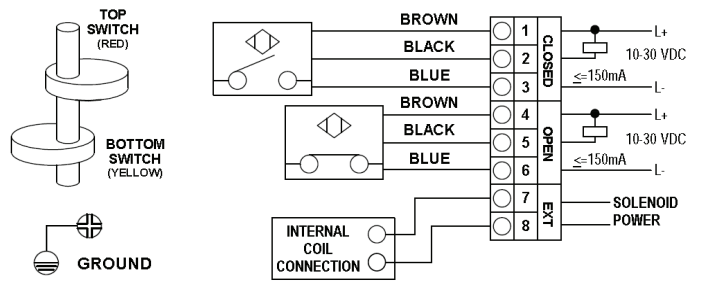 TOP
SWITCH
(RED)
BOTTOM
SWITCH
(YELLOW)
GROUND
BROWN
BLACK
BLUE
BROWN
BLACK
BLUE
INTERNAL
COIL
CONNECTION
1
2
3
4
5
6
7
8
CLOSED
OPEN
EXT
L+
10-30 VDC
<=150mA
L-
L+
10-30 VDC
<=150mA
L-
SOLENOID
POWER